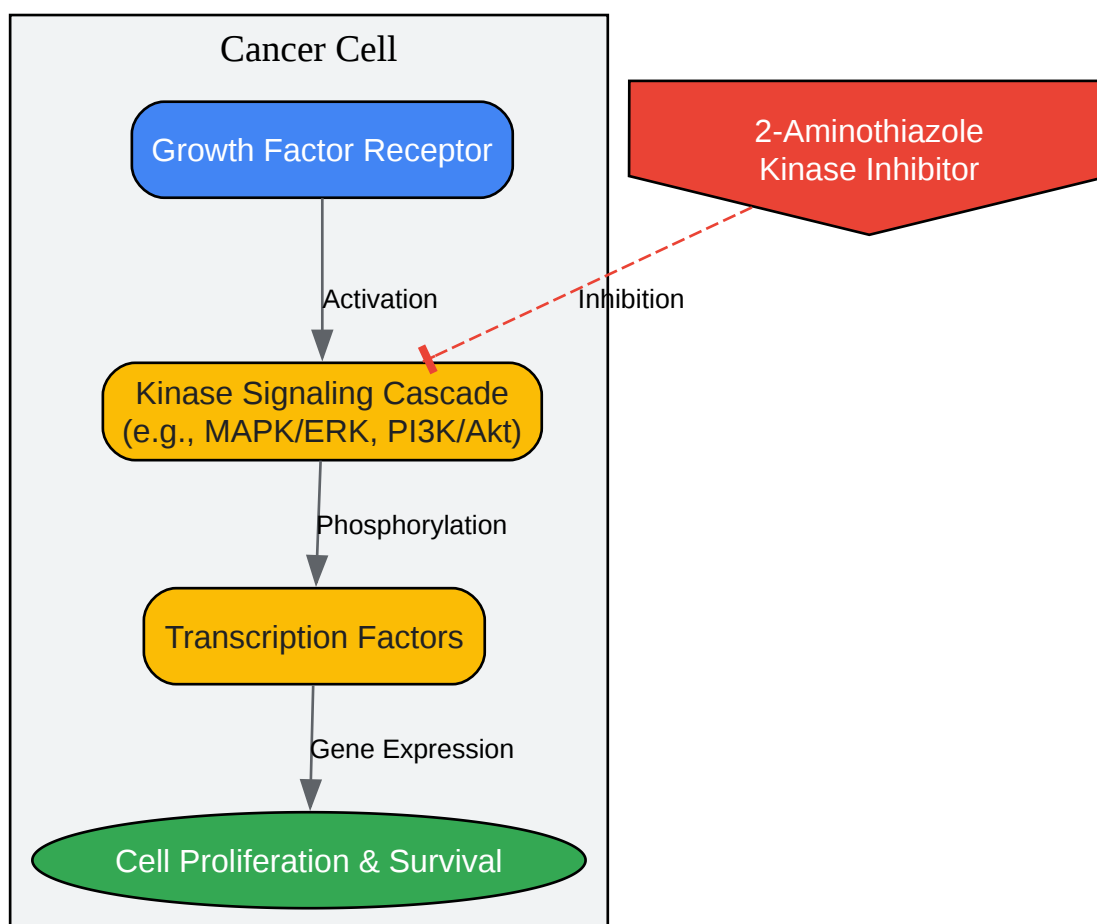 Cancer Cell
Growth Factor Receptor
2-Aminothiazole
Kinase Inhibitor
Activation
Inhibition
Kinase Signaling Cascade
(e.g., MAPK/ERK, PI3K/Akt)
Phosphorylation
Transcription Factors
Gene Expression
Cell Proliferation & Survival